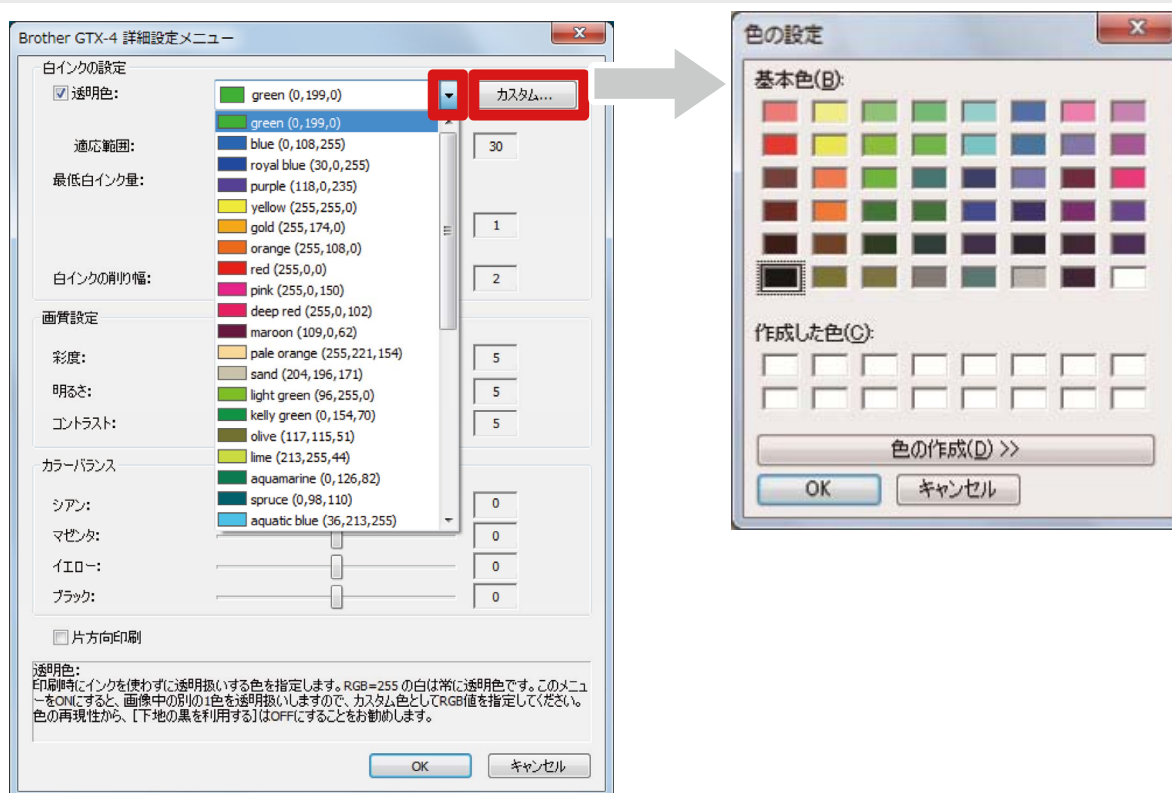 Brother GTX-4 詳細設定メニュー
白インクの設定
透明色:
green (0,199,0)
カスタム...
green (0,199,0)
blue (0,108,255)
royal blue (30,0,255)
purple (118,0,235)
yellow (255,255,0)
gold (255,174,0)
orange (255,108,0)
red (255,0,0)
pink (255,0,150)
deep red (255,0,102)
maroon (109,0,62)
pale orange (255,221,154)
sand (204,196,171)
light green (96,255,0)
kelly green (0,154,70)
olive (117,115,51)
lime (213,255,44)
aquamarine (0,126,82)
spruce (0,98,110)
aquatic blue (36,213,255)
適応範囲:
30
最低白インク量:
1
白インクの削り幅:
2
画質設定
彩度:
5
明るさ:
5
コントラスト:
5
カラーバランス
シアン:
0
マゼンタ:
0
イエロー:
0
ブラック:
0
片方向印刷
透明色:
印刷時にインクを使わずに透明扱いする色を指定します。RGB=255 の白は常に透明色です。このメニュ
ーをONにすると、画像中の別の1色を透明扱いしますので、カスタム色としてRGB値を指定してください。
色の再現性から、[下地の黒を利用する]はOFFにすることをお勧めします。
OK
キャンセル
色の設定
基本色(B):
作成した色(C):
色の作成(D) >>
OK
キャンセル